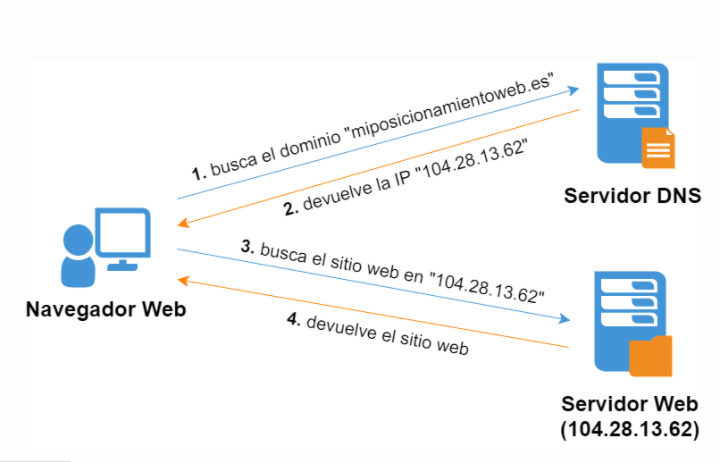 1. busca el dominio "miposicionamientoweb.es"
2. devuelve la IP "104.28.13.62"
Servidor DNS
3. busca el sitio web en "104.28.13.62"
Navegador Web
4. devuelve el sitio web
Servidor Web
(104.28.13.62)